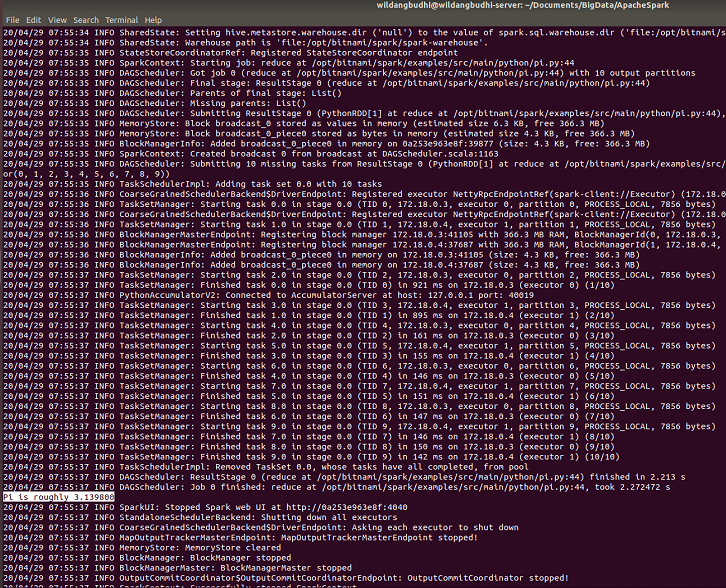 wildangbudhi@wildangbudhi-server: ~/Documents/BigData/ApacheSpark
File Edit View Search Terminal Help
20/04/29 07:55:34 INFO SharedState: Setting hive.metastore.warehouse.dir ('null') to the value of spark.sql.warehouse.dir ('file:/opt/bitnami/s
20/04/29 07:55:34 INFO SharedState: Warehouse path is 'file:/opt/bitnami/spark/spark-warehouse'.
20/04/29 07:55:35 INFO StateStoreCoordinatorRef: Registered StateStoreCoordinator endpoint
20/04/29 07:55:35 INFO SparkContext: Starting job: reduce at /opt/bitnami/spark/examples/src/main/python/pi.py:44
20/04/29 07:55:35 INFO DAGScheduler: Got job 0 (reduce at /opt/bitnami/spark/examples/src/main/python/pi.py:44) with 10 output partitions
20/04/29 07:55:35 INFO DAGScheduler: Final stage: ResultStage 0 (reduce at /opt/bitnami/spark/examples/src/main/python/pi.py:44)
20/04/29 07:55:35 INFO DAGScheduler: Parents of final stage: List()
20/04/29 07:55:35 INFO DAGScheduler: Missing parents: List()
20/04/29 07:55:35 INFO DAGScheduler: Submitting ResultStage 0 (PythonRDD[1] at reduce at /opt/bitnami/spark/examples/src/main/python/pi.py:44),
20/04/29 07:55:35 INFO MemoryStore: Block broadcast_0 stored as values in memory (estimated size 6.3 KB, free 366.3 MB)
20/04/29 07:55:35 INFO MemoryStore: Block broadcast_0_piece0 stored as bytes in memory (estimated size 4.3 KB, free 366.3 MB)
20/04/29 07:55:35 INFO BlockManagerInfo: Added broadcast_0_piece0 in memory on 0a253e963e8f:39877 (size: 4.3 KB, free: 366.3 MB)
20/04/29 07:55:35 INFO SparkContext: Created broadcast 0 from broadcast at DAGScheduler.scala:1163
20/04/29 07:55:35 INFO DAGScheduler: Submitting 10 missing tasks from ResultStage 0 (PythonRDD[1] at reduce at /opt/bitnami/spark/examples/src/
or(0, 1, 2, 3, 4, 5, 6, 7, 8, 9))
20/04/29 07:55:35 INFO TaskSchedulerImpl: Adding task set 0.0 with 10 tasks
20/04/29 07:55:36 INFO CoarseGrainedSchedulerBackend$DriverEndpoint: Registered executor NettyRpcEndpointRef(spark-client://Executor) (172.18.0
20/04/29 07:55:36 INFO TaskSetManager: Starting task 0.0 in stage 0.0 (TID 0, 172.18.0.3, executor 0, partition 0, PROCESS_LOCAL, 7856 bytes)
20/04/29 07:55:36 INFO CoarseGrainedSchedulerBackend$DriverEndpoint: Registered executor NettyRpcEndpointRef(spark-client://Executor) (172.18.0
20/04/29 07:55:36 INFO TaskSetManager: Starting task 1.0 in stage 0.0 (TID 1, 172.18.0.4, executor 1, partition 1, PROCESS_LOCAL, 7856 bytes)
20/04/29 07:55:36 INFO BlockManagerMasterEndpoint: Registering block manager 172.18.0.3:41105 with 366.3 MB RAM, BlockManagerId(0, 172.18.0.3,
20/04/29 07:55:36 INFO BlockManagerMasterEndpoint: Registering block manager 172.18.0.4:37687 with 366.3 MB RAM, BlockManagerId(1, 172.18.0.4,
20/04/29 07:55:36 INFO BlockManagerInfo: Added broadcast_0_piece0 in memory on 172.18.0.3:41105 (size: 4.3 KB, free: 366.3 MB)
20/04/29 07:55:36 INFO BlockManagerInfo: Added broadcast_0_piece0 in memory on 172.18.0.4:37687 (size: 4.3 KB, free: 366.3 MB)
20/04/29 07:55:37 INFO TaskSetManager: Starting task 2.0 in stage 0.0 (TID 2, 172.18.0.3, executor 0, partition 2, PROCESS_LOCAL, 7856 bytes)
20/04/29 07:55:37 INFO TaskSetManager: Finished task 0.0 in stage 0.0 (TID 0) in 921 ms on 172.18.0.3 (executor 0) (1/10)
20/04/29 07:55:37 INFO PythonAccumulatorV2: Connected to AccumulatorServer at host: 127.0.0.1 port: 40019
20/04/29 07:55:37 INFO TaskSetManager: Starting task 3.0 in stage 0.0 (TID 3, 172.18.0.4, executor 1, partition 3, PROCESS_LOCAL, 7856 bytes)
20/04/29 07:55:37 INFO TaskSetManager: Finished task 1.0 in stage 0.0 (TID 1) in 895 ms on 172.18.0.4 (executor 1) (2/10)
20/04/29 07:55:37 INFO TaskSetManager: Starting task 4.0 in stage 0.0 (TID 4, 172.18.0.3, executor 0, partition 4, PROCESS_LOCAL, 7856 bytes)
20/04/29 07:55:37 INFO TaskSetManager: Finished task 2.0 in stage 0.0 (TID 2) in 161 ms on 172.18.0.3 (executor 0) (3/10)
20/04/29 07:55:37 INFO TaskSetManager: Starting task 5.0 in stage 0.0 (TID 5, 172.18.0.4, executor 1, partition 5, PROCESS_LOCAL, 7856 bytes)
20/04/29 07:55:37 INFO TaskSetManager: Finished task 3.0 in stage 0.0 (TID 3) in 155 ms on 172.18.0.4 (executor 1) (4/10)
20/04/29 07:55:37 INFO TaskSetManager: Starting task 6.0 in stage 0.0 (TID 6, 172.18.0.3, executor 0, partition 6, PROCESS_LOCAL, 7856 bytes)
20/04/29 07:55:37 INFO TaskSetManager: Finished task 4.0 in stage 0.0 (TID 4) in 146 ms on 172.18.0.3 (executor 0) (5/10)
20/04/29 07:55:37 INFO TaskSetManager: Starting task 7.0 in stage 0.0 (TID 7, 172.18.0.4, executor 1, partition 7, PROCESS_LOCAL, 7856 bytes)
20/04/29 07:55:37 INFO TaskSetManager: Finished task 5.0 in stage 0.0 (TID 5) in 151 ms on 172.18.0.4 (executor 1) (6/10)
20/04/29 07:55:37 INFO TaskSetManager: Starting task 8.0 in stage 0.0 (TID 8, 172.18.0.3, executor 0, partition 8, PROCESS_LOCAL, 7856 bytes)
20/04/29 07:55:37 INFO TaskSetManager: Finished task 6.0 in stage 0.0 (TID 6) in 147 ms on 172.18.0.3 (executor 0) (7/10)
20/04/29 07:55:37 INFO TaskSetManager: Starting task 9.0 in stage 0.0 (TID 9, 172.18.0.4, executor 1, partition 9, PROCESS_LOCAL, 7856 bytes)
20/04/29 07:55:37 INFO TaskSetManager: Finished task 7.0 in stage 0.0 (TID 7) in 146 ms on 172.18.0.4 (executor 1) (8/10)
20/04/29 07:55:37 INFO TaskSetManager: Finished task 8.0 in stage 0.0 (TID 8) in 150 ms on 172.18.0.3 (executor 0) (9/10)
20/04/29 07:55:37 INFO TaskSetManager: Finished task 9.0 in stage 0.0 (TID 9) in 142 ms on 172.18.0.4 (executor 1) (10/10)
20/04/29 07:55:37 INFO TaskSchedulerImpl: Removed TaskSet 0.0, whose tasks have all completed, from pool
20/04/29 07:55:37 INFO DAGScheduler: ResultStage 0 (reduce at /opt/bitnami/spark/examples/src/main/python/pi.py:44) finished in 2.213 s
20/04/29 07:55:37 INFO DAGScheduler: Job 0 finished: reduce at /opt/bitnami/spark/examples/src/main/python/pi.py:44, took 2.272472 s
Pi is roughly 3.139800
20/04/29 07:55:37 INFO SparkUI: Stopped Spark web UI at http://0a253e963e8f:4040
20/04/29 07:55:37 INFO StandaloneSchedulerBackend: Shutting down all executors
20/04/29 07:55:37 INFO CoarseGrainedSchedulerBackend$DriverEndpoint: Asking each executor to shut down
20/04/29 07:55:37 INFO MapOutputTrackerMasterEndpoint: MapOutputTrackerMasterEndpoint stopped!
20/04/29 07:55:37 INFO MemoryStore: MemoryStore cleared
20/04/29 07:55:37 INFO BlockManager: BlockManager stopped
20/04/29 07:55:37 INFO BlockManagerMaster: BlockManagerMaster stopped
20/04/29 07:55:37 INFO OutputCommitCoordinator$OutputCommitCoordinatorEndpoint: OutputCommitCoordinator stopped!
20/04/29 07:55:37 INFO SparkContext: Successfully stopped SparkContext